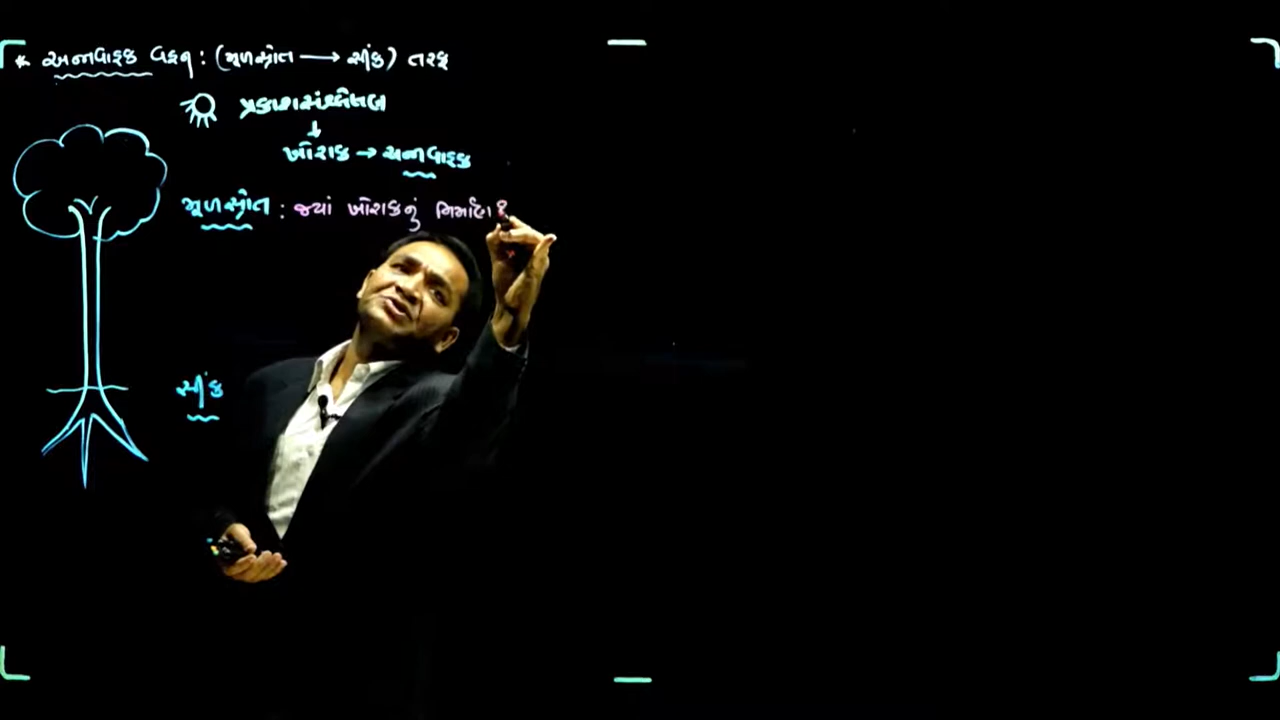 * અન્નવાહક વહન : (મૂળસ્રોત → સીંક) તરફ
પ્રકાશસંશ્લેષણ
↓
ખોરાક → અન્નવાહક
મૂળસ્રોત : જ્યાં ખોરાકનું નિર્માણ
સીંક